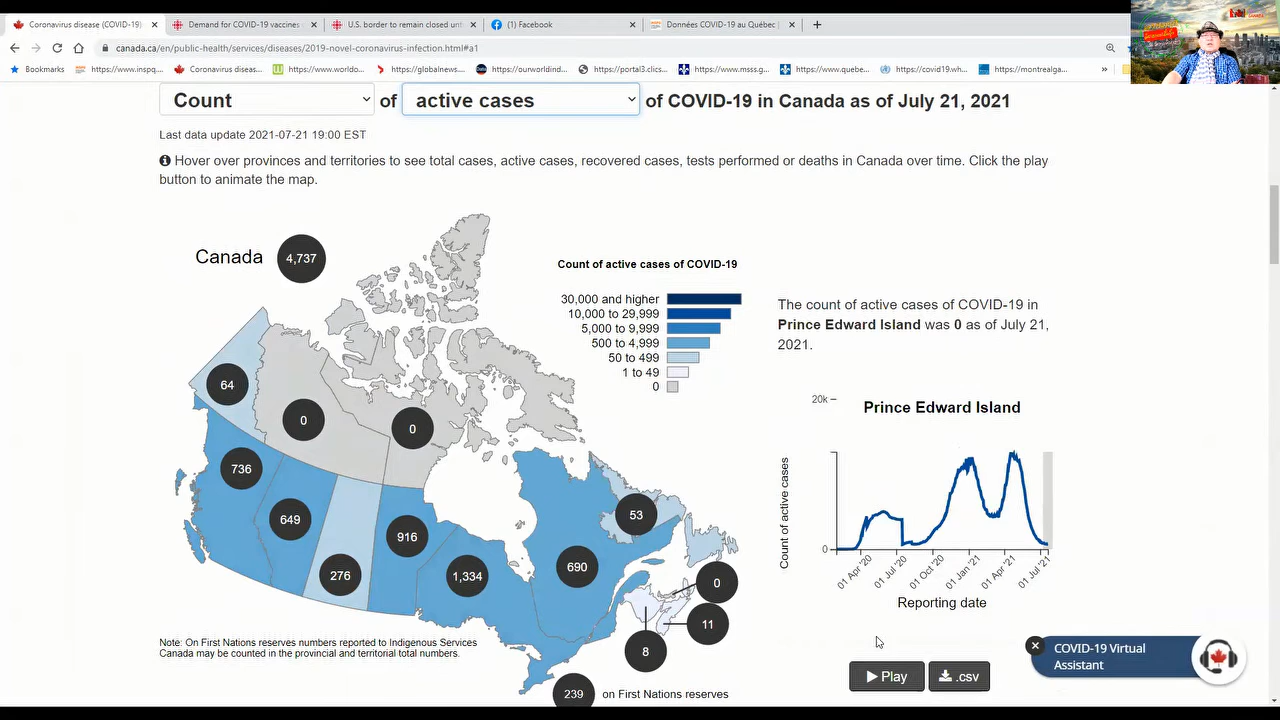 Coronavirus disease (COVID-19)
Demand for COVID-19 vaccines
U.S. border to remain closed unt
(1) Facebook
Données COVID-19 au Québec
canada.ca/en/public-health/services/diseases/2019-novel-coronavirus-infection.html#a1
Bookmarks
https://www.inspq...
Coronavirus diseas...
https://www.worldo...
https://globalnews....
https://ourworldind...
https://portal3.clics...
https://www.msss.g...
https://www.quebe...
https://covid19.wh...
https://montrealga...
Count of active cases of COVID-19 in Canada as of July 21, 2021
Last data update 2021-07-21 19:00 EST
Hover over provinces and territories to see total cases, active cases, recovered cases, tests performed or deaths in Canada over time. Click the play
button to animate the map.
Canada 4,737
Count of active cases of COVID-19
30,000 and higher
10,000 to 29,999
5,000 to 9,999
500 to 4,999
50 to 499
1 to 49
0
64
0
0
736
649
276
916
1,334
690
53
0
11
8
239 on First Nations reserves
Note: On First Nations reserves numbers reported to Indigenous Services
Canada may be counted in the provincial and territorial total numbers.
The count of active cases of COVID-19 in
Prince Edward Island was 0 as of July 21,
2021.
Prince Edward Island
20k
0
Count of active cases
01 Apr '20
01 Jul '20
01 Oct '20
01 Jan '21
01 Apr '21
01 Jul '21
Reporting date
Play
.csv
COVID-19 Virtual
Assistant